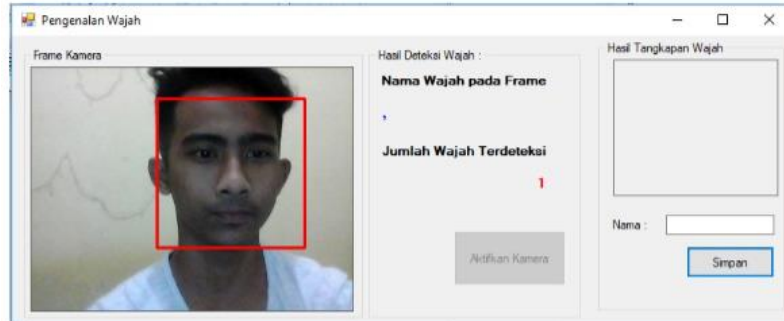 Pengenalan Wajah
Frame Kamera
Hasil Deteksi Wajah :
Nama Wajah pada Frame
,
Jumlah Wajah Terdeteksi
1
Aktifkan Kamera
Hasil Tangkapan Wajah
Nama :
Simpan